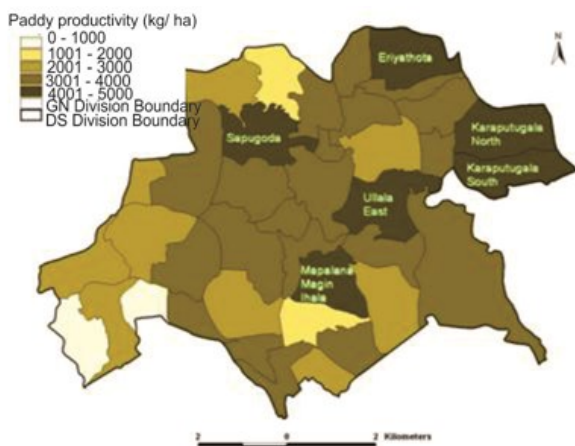 Paddy productivity (kg/ ha)
0 - 1000
1001 - 2000
2001 - 3000
3001 - 4000
4001 - 5000
GN Division Boundary
DS Division Boundary
N
Eriyathota
Sapugoda
Karaputugala
North
Karaputugala
South
Ullala
East
Mapalana
Magin
Ihala
2 0 2 Kilometers